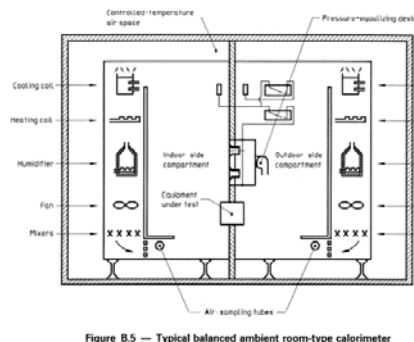 Controlled-temperature
air space
Pressure-equalizing devi
Cooling coil
Heating coil
Humidifier
Fan
Mixers
Indoor side
compartment
Outdoor side
compartment
Equipment
under test
Air-sampling tubes
Figure B.5 — Typical balanced ambient room-type calorimeter